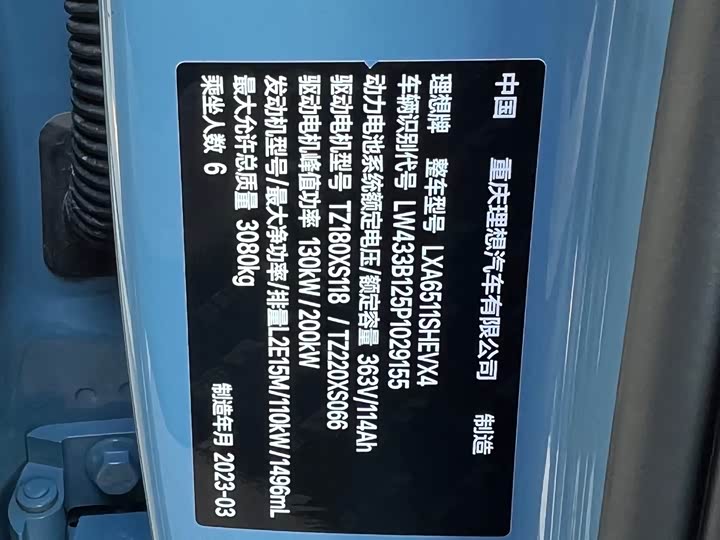 中国 重庆理想汽车有限公司 制造
理想牌 整车型号 LXA6511SHEVX4
车辆识别代号 LW433B125P1029155
动力电池系统额定电压/额定容量 363V/114Ah
驱动电机型号 TZ180XS118 / TZ220XS066
驱动电机峰值功率 130kW/200kW
发动机型号/最大净功率/排量L2E15M/110kW/1496mL
最大允许总质量 3080kg
乘坐人数 6 制造年月 2023-03